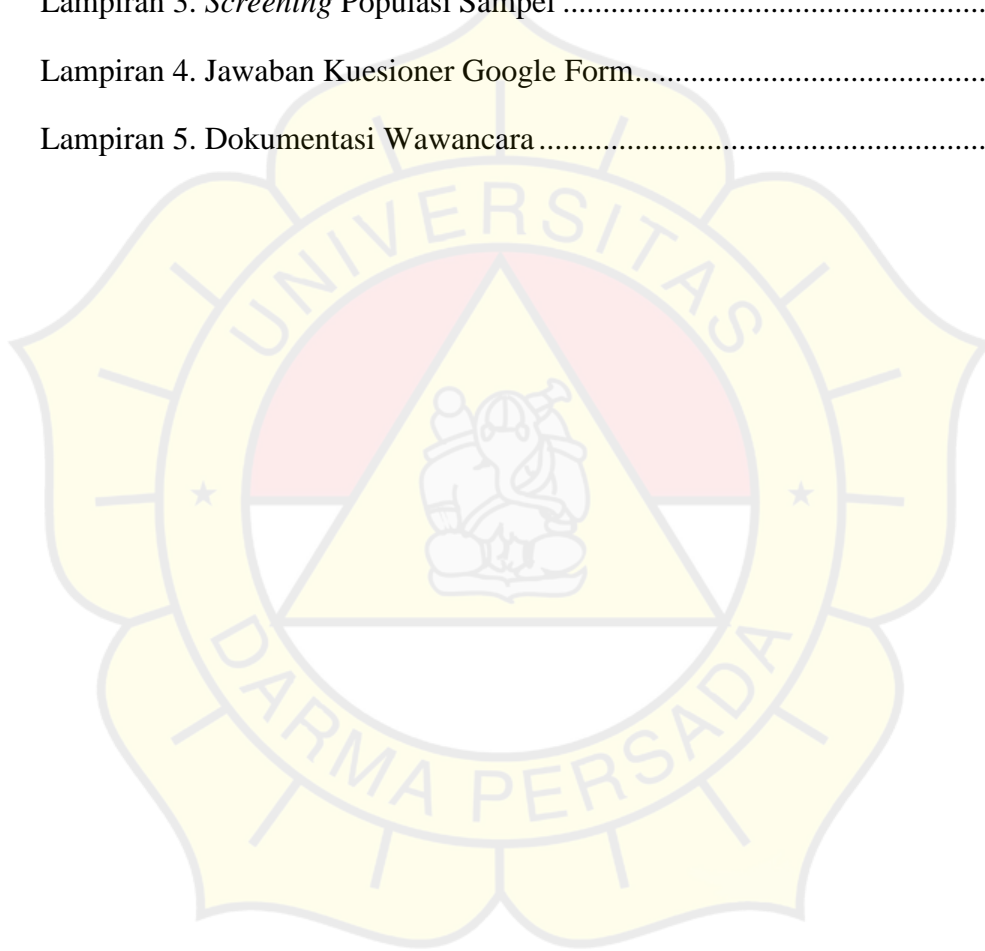 Lampiran 3. Screening Populasi Sampel ........................................................
Lampiran 4. Jawaban Kuesioner Google Form...............................................
Lampiran 5. Dokumentasi Wawancara ...........................................................
UNIVERSITAS
DARMA PERSADA